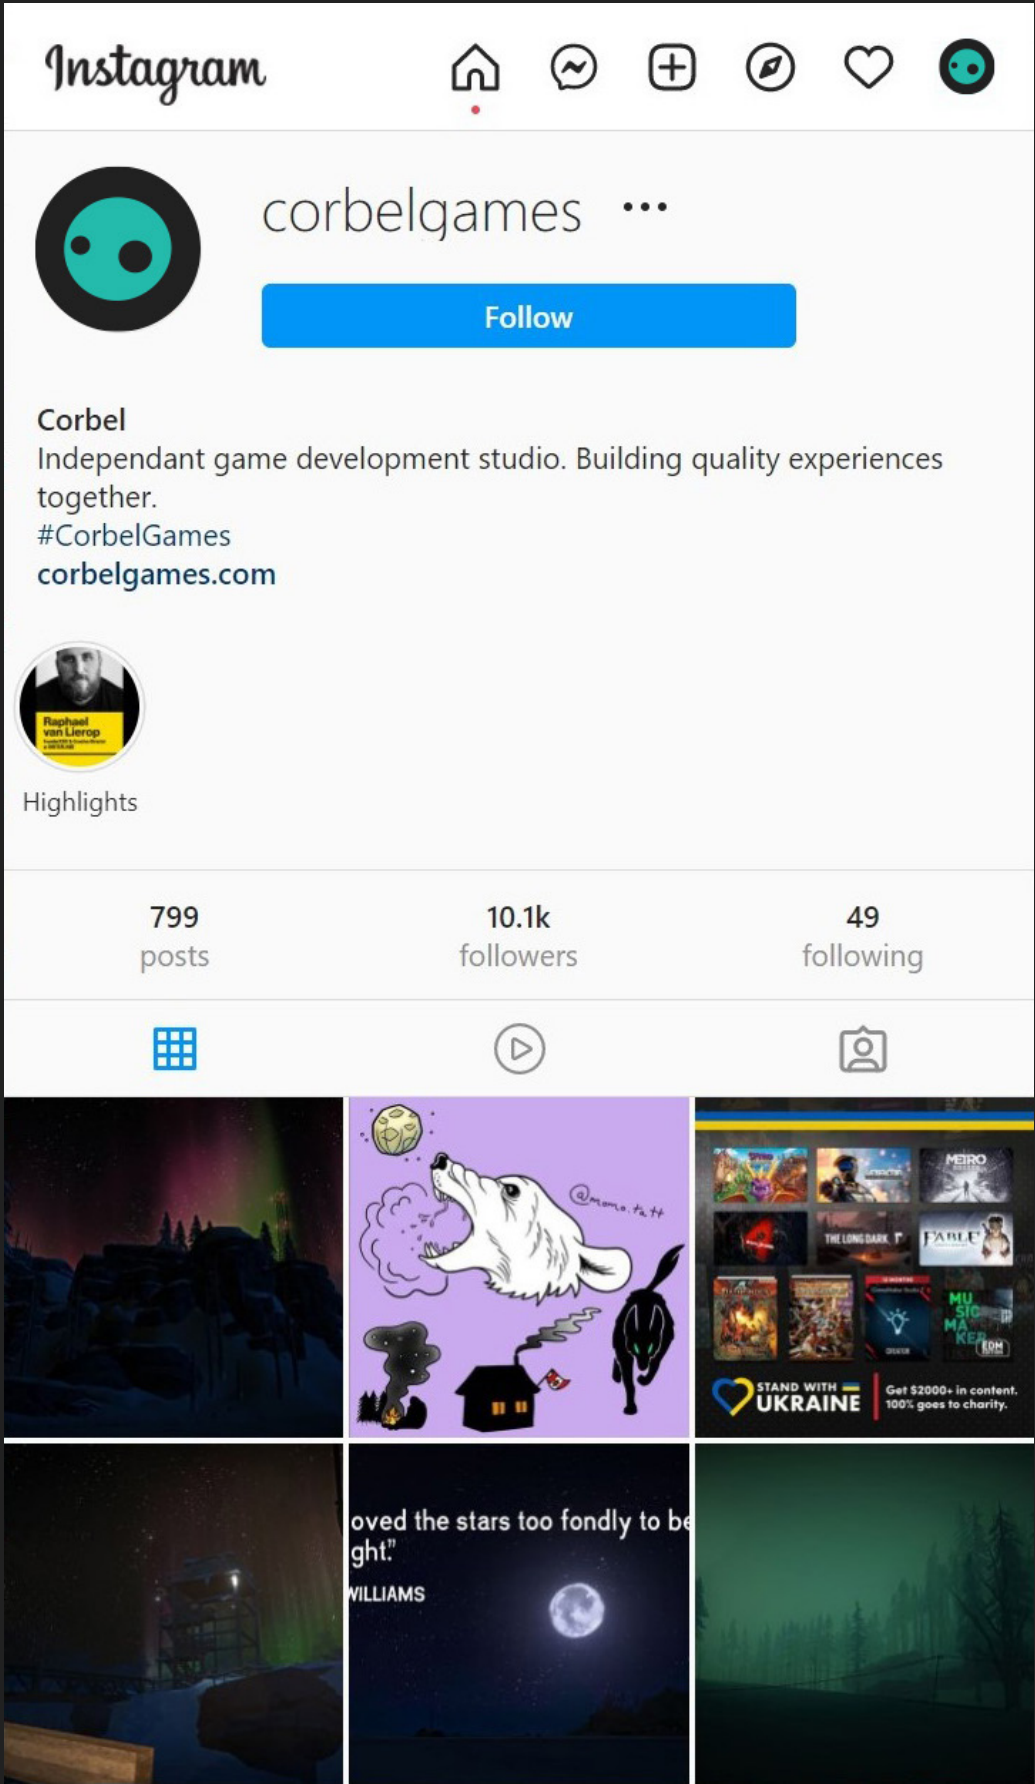 Instagram
corbelgames
Follow
Corbel
Independant game development studio. Building quality experiences
together.
#CorbelGames
corbelgames.com
Raphael
van Lierop
Highlights
799
posts
10.1k
followers
49
following
@momo.tatt
METRO
THE LONG DARK
FABLE
12 MONTHS
CREATOR
MU
SIC
MA
KER
EDM
STAND WITH
UKRAINE
Get $2000+ in content.
100% goes to charity.
oved the stars too fondly to be
ght."
WILLIAMS